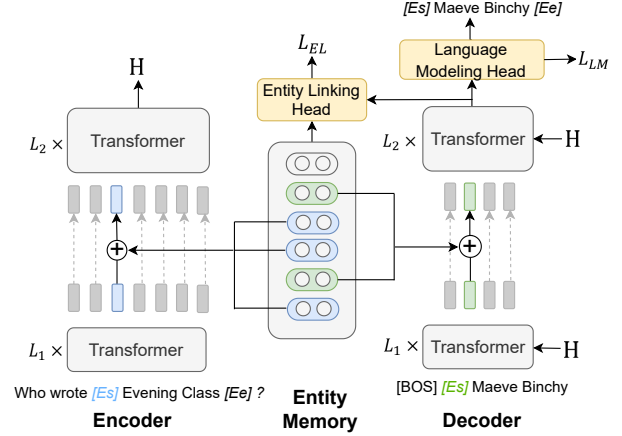 [Es] Maeve Binchy [Ee]
L_EL
Language
Modeling Head
L_LM
H
Entity Linking
Head
L_2 ×
Transformer
L_2 ×
Transformer
H
+
+
L_1 ×
Transformer
L_1 ×
Transformer
H
Who wrote [Es] Evening Class [Ee] ?
[BOS] [Es] Maeve Binchy
Encoder
Entity
Memory
Decoder